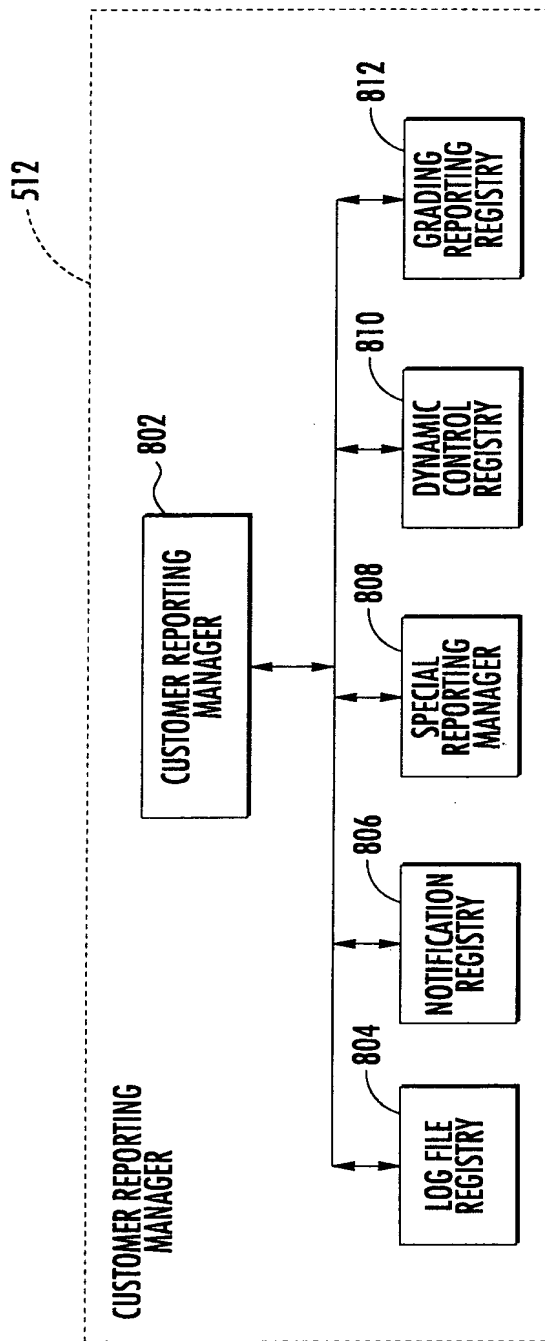 512
CUSTOMER REPORTING
MANAGER
802
CUSTOMER REPORTING
MANAGER
804
LOG FILE
REGISTRY
806
NOTIFICATION
REGISTRY
808
SPECIAL
REPORTING
MANAGER
810
DYNAMIC
CONTROL
REGISTRY
812
GRADING
REPORTING
REGISTRY